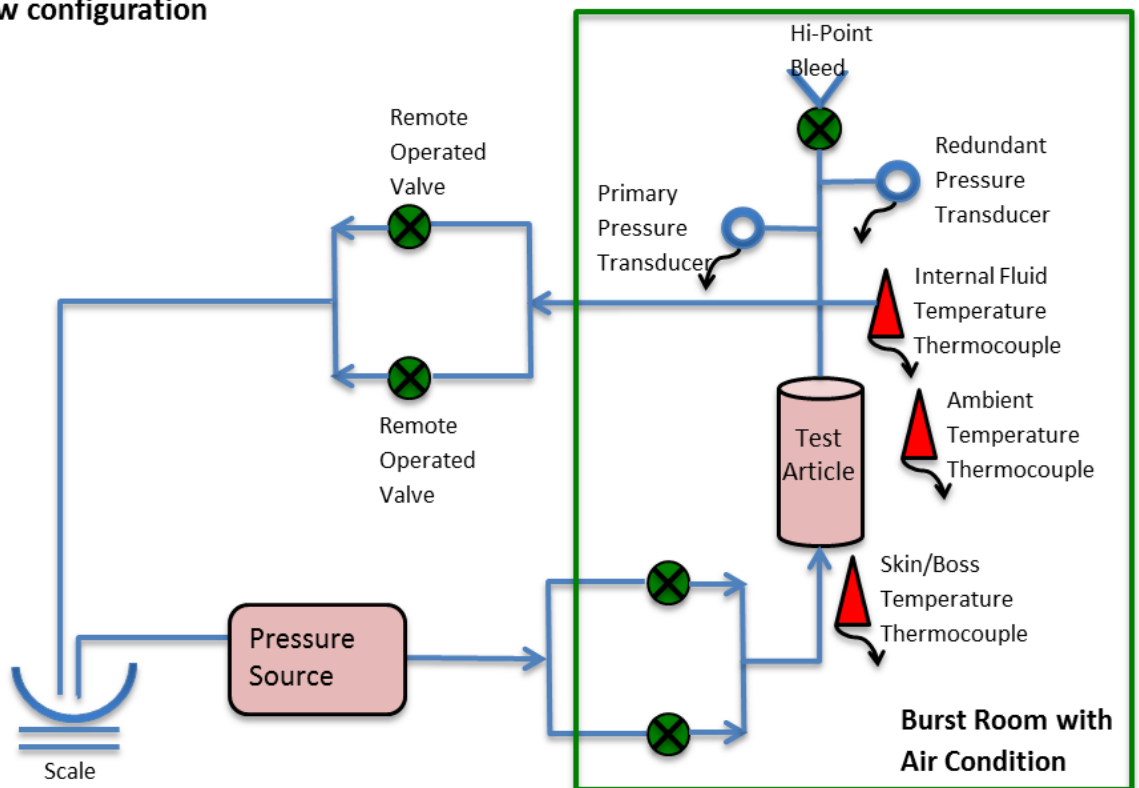 w configuration
Hi-Point
Bleed
Remote
Operated
Valve
Redundant
Pressure
Transducer
Primary
Pressure
Transducer
Internal Fluid
Temperature
Thermocouple
Ambient
Temperature
Thermocouple
Test
Article
Remote
Operated
Valve
Skin/Boss
Temperature
Thermocouple
Pressure
Source
Burst Room with
Air Condition
Scale